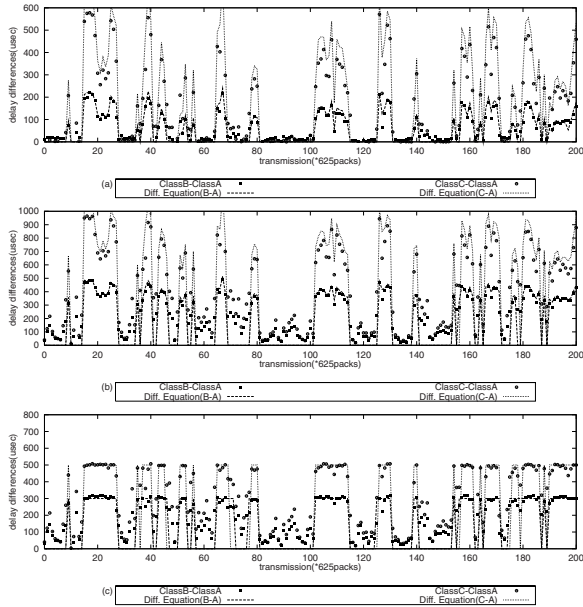 600
500
400
300
200
100
0
delay differences(usec)
0 20 40 60 80 100 120 140 160 180 200
transmission(*625packs)
(a)
ClassB-ClassA ClassC-ClassA
Diff. Equation(B-A) Diff. Equation(C-A)
1000
900
800
700
600
500
400
300
200
100
0
delay differences(usec)
0 20 40 60 80 100 120 140 160 180 200
transmission(*625packs)
(b)
ClassB-ClassA ClassC-ClassA
Diff. Equation(B-A) Diff. Equation(C-A)
800
700
600
500
400
300
200
100
0
delay differences(userc)
0 20 40 60 80 100 120 140 160 180 200
transmission(*625packs)
(c)
ClassB-ClassA ClassC-ClassA
Diff. Equation(B-A) Diff. Equation(C-A)